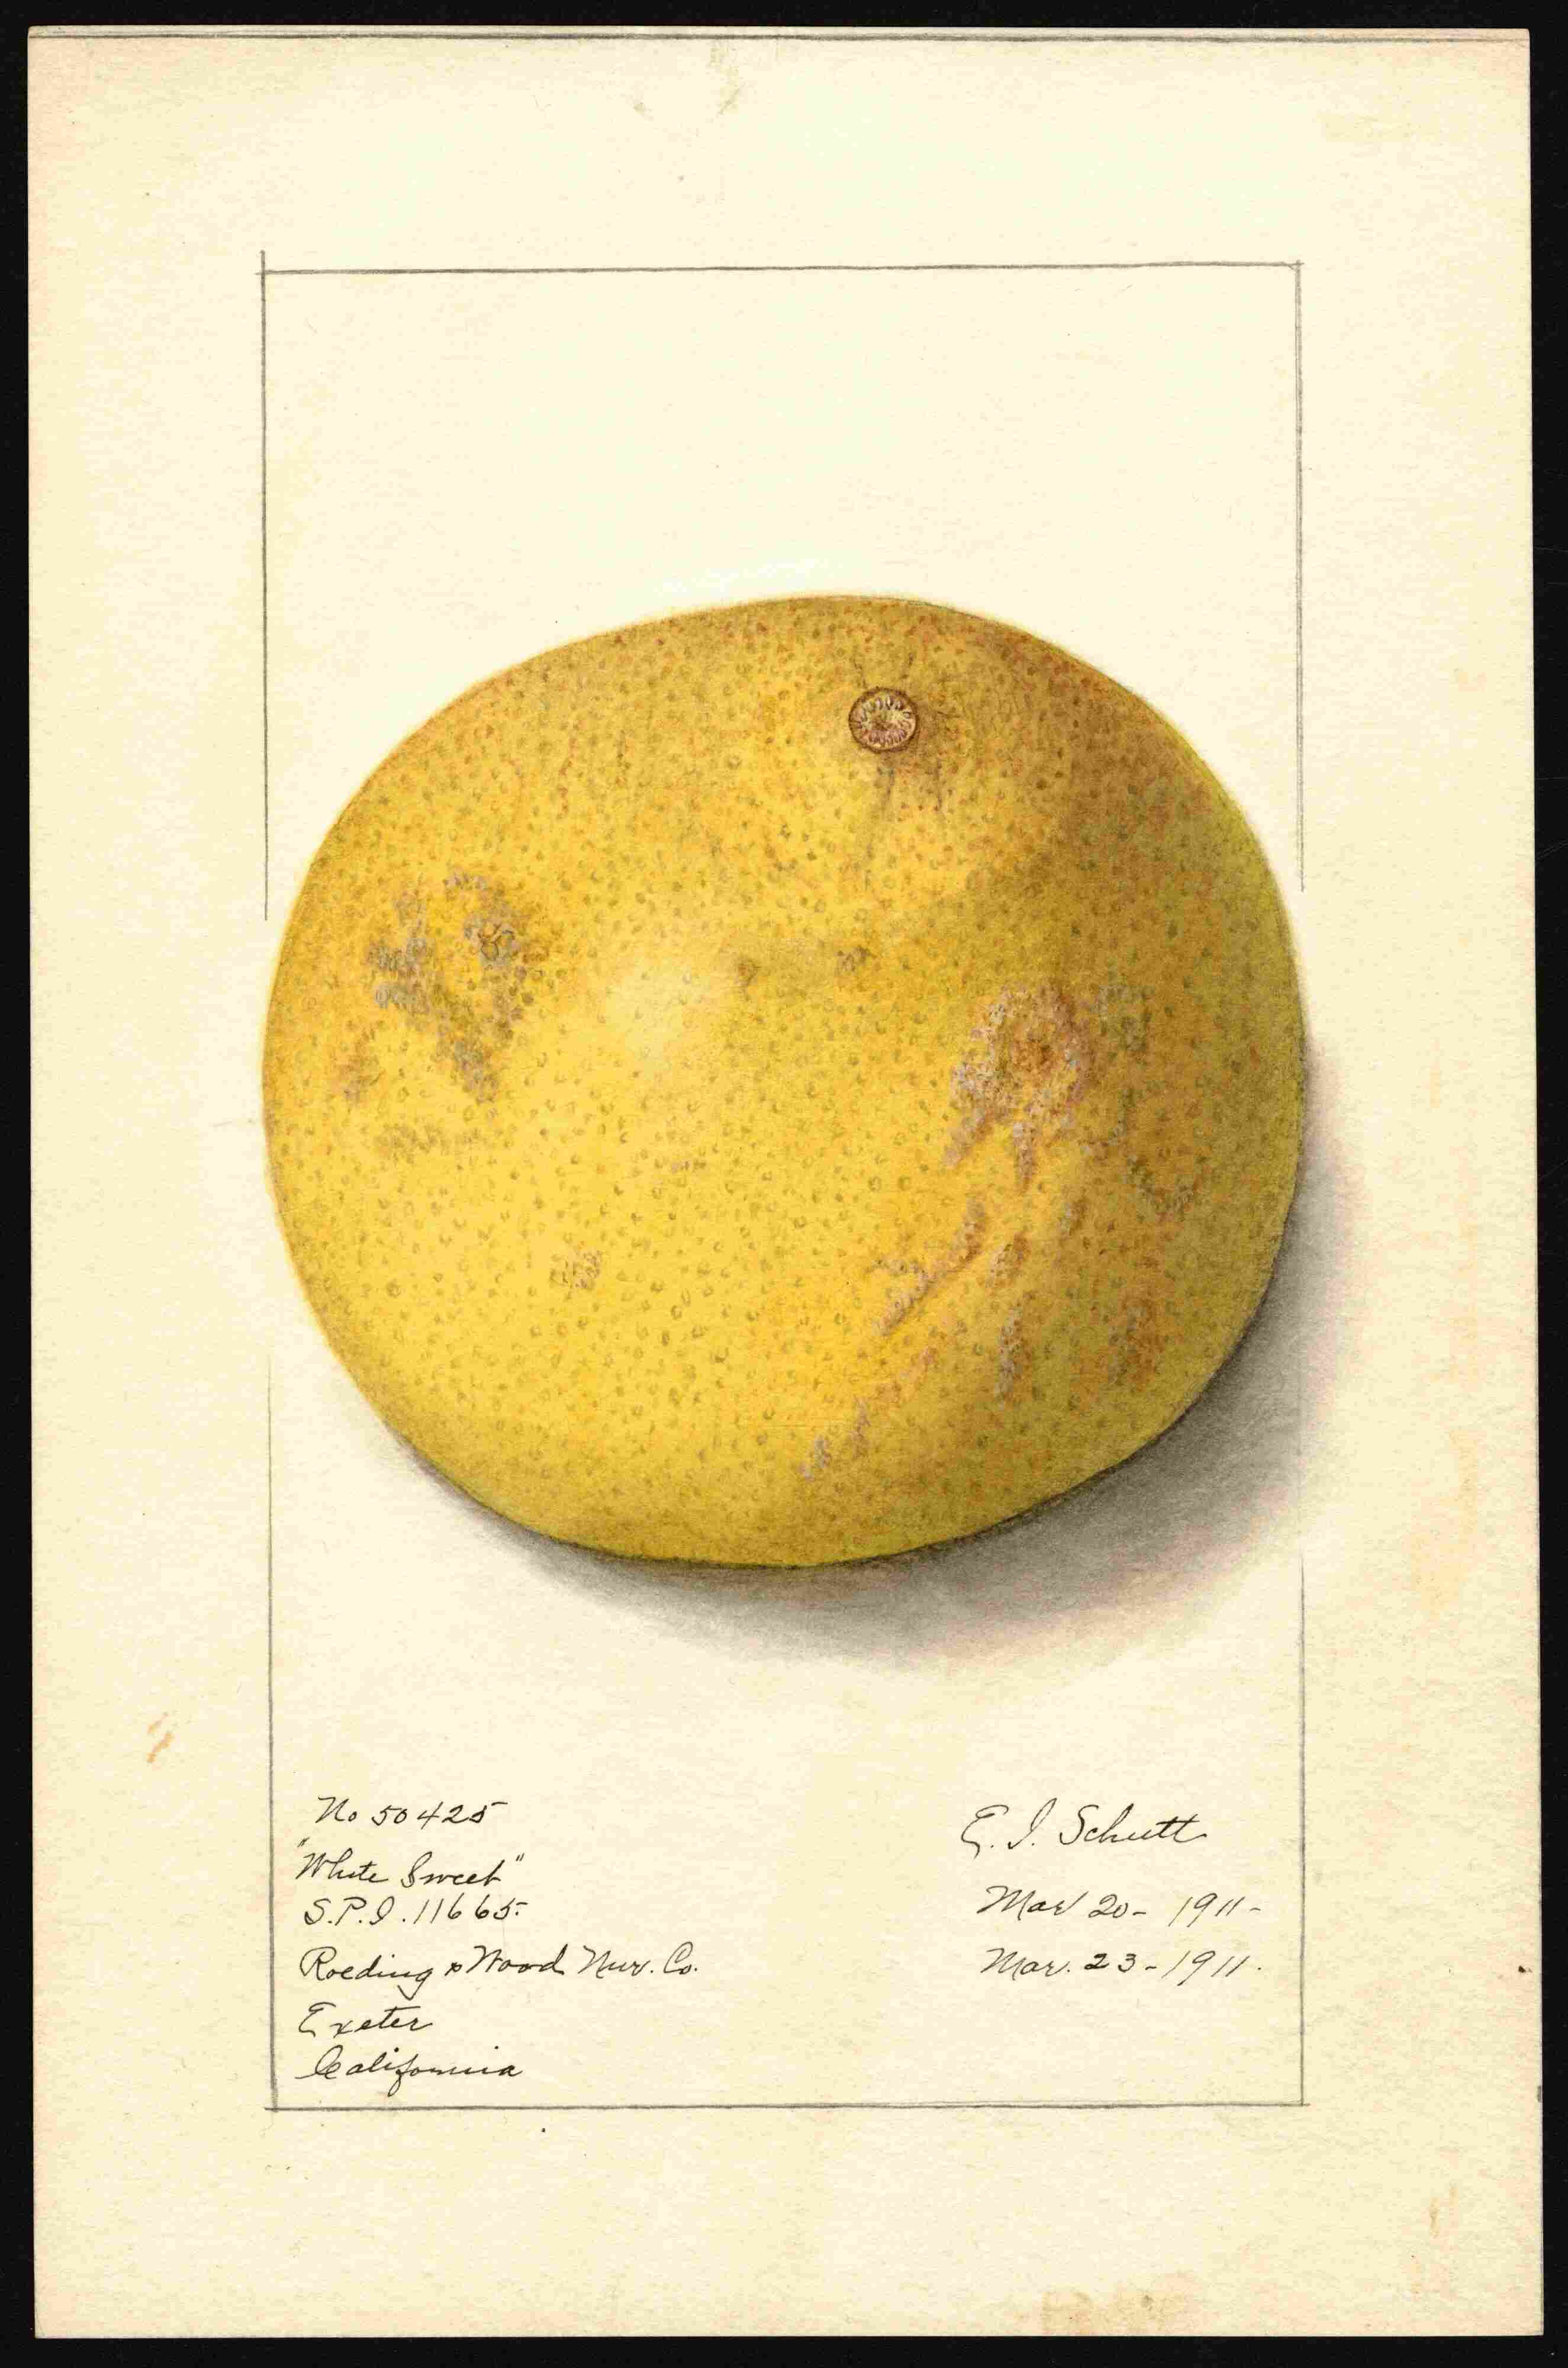 No 50425
"White Sweet"
S.P.I. 11665.
Roeding & Wood Nur. Co.
Exeter
California
E. I. Schutt
Mar 20 - 1911 -
Mar. 23 - 1911.